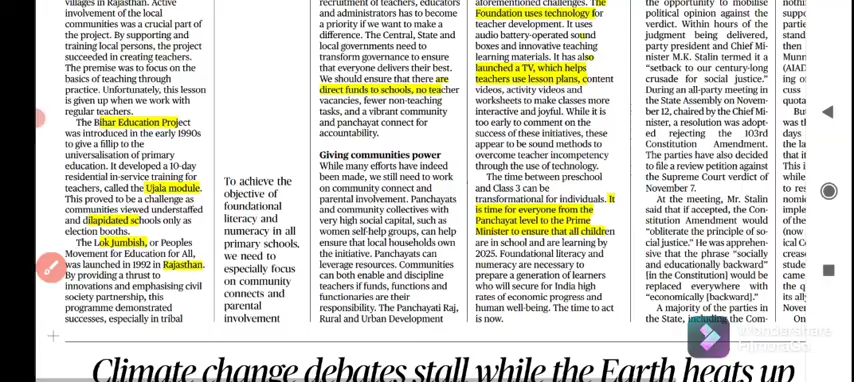 villages in Rajasthan. Active
involvement of the local
communities was a crucial part of
the project. By supporting and
training local persons, the project
succeeded in creating teachers.
The premise was to focus on the
basics of teaching through
practice. Unfortunately, this lesson
is given up when we work with
regular teachers.
The Bihar Education Project
was introduced in the early 1990s
to give a fillip to the
universalisation of primary
education. It developed a 10-day
residential in-service training for
teachers, called the Ujala module.
This proved to be a challenge as
communities viewed understaffed
and dilapidated schools only as
election booths.
The Lok Jumbish, or Peoples
Movement for Education for All,
was launched in 1992 in Rajasthan.
By providing a thrust to
innovations and emphasising civil
society partnership, this
programme demonstrated
successes, especially in tribal
To achieve the
objective of
foundational
literacy and
numeracy in all
primary schools,
we need to
especially focus
on community
connects and
parental
involvement
recruitment of teachers, educators
and administrators has to become
a priority if we want to make a
difference. The Central, State and
local governments need to
transform governance to ensure
that everyone delivers their best.
We should ensure that there are
direct funds to schools, no teacher
vacancies, fewer non-teaching
tasks, and a vibrant community
and panchayat connect for
accountability.
Giving communities power
While many efforts have indeed
been made, we still need to work
on community connect and
parental involvement. Panchayats
and community collectives with
very high social capital, such as
women self-help groups, can help
ensure that local households own
the initiative. Panchayats can
leverage resources. Communities
can both enable and discipline
teachers if funds, functions and
functionaries are their
responsibility. The Panchayati Raj,
Rural and Urban Development
aforementioned challenges. The
Foundation uses technology for
teacher development. It uses
audio battery-operated sound
boxes and innovative teaching
learning materials. It has also
launched a TV, which helps
teachers use lesson plans, content
videos, activity videos and
worksheets to make classes more
interactive and joyful. While it is
too early to comment on the
success of these initiatives, these
appear to be sound methods to
overcome teacher incompetency
through the use of technology.
The time between preschool
and Class 3 can be
transformational for individuals. It
is time for everyone from the
Panchayat level to the Prime
Minister to ensure that all children
are in school and are learning by
2025. Foundational literacy and
numeracy are necessary to
prepare a generation of learners
who will secure for India high
rates of economic progress and
human well-being. The time to act
is now.
the opportunity to mobilise
political opinion against the
verdict. Within hours of the
judgment being delivered,
party president and Chief Mi-
nister M.K. Stalin termed it a
"setback to our century-long
crusade for social justice."
During an all-party meeting in
the State Assembly on Novem-
ber 12, chaired by the Chief Mi-
nister, a resolution was adopt-
ed rejecting the 103rd
Constitution Amendment.
The parties have also decided
to file a review petition against
the Supreme Court verdict of
November 7.
At the meeting, Mr. Stalin
said that if accepted, the Con-
stitution Amendment would
"obliterate the principle of so-
cial justice." He was apprehen-
sive that the phrase "socially
and educationally backward"
[in the Constitution] would be
replaced everywhere with
"economically [backward]."
A majority of the parties in
the State, including the Com-
Climate change debates stall while the Earth heats up